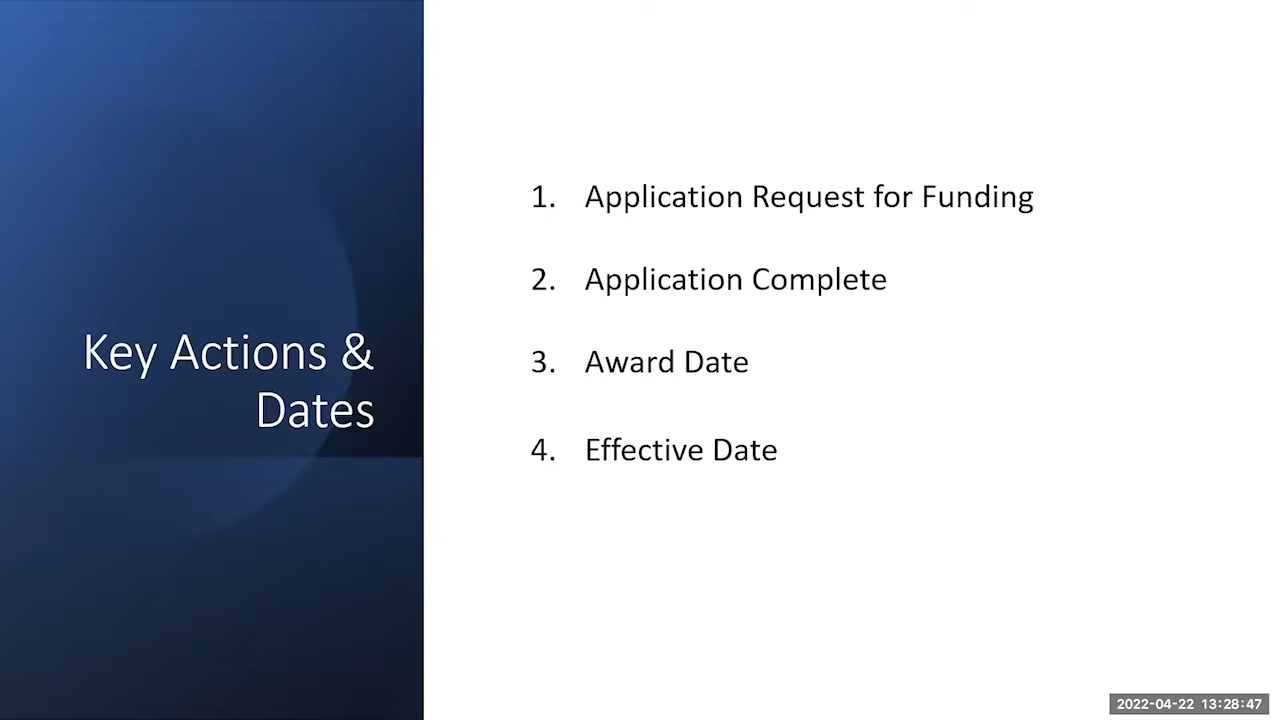 Key Actions &
Dates
1. Application Request for Funding
2. Application Complete
3. Award Date
4. Effective Date
2022-04-22 13:28:47